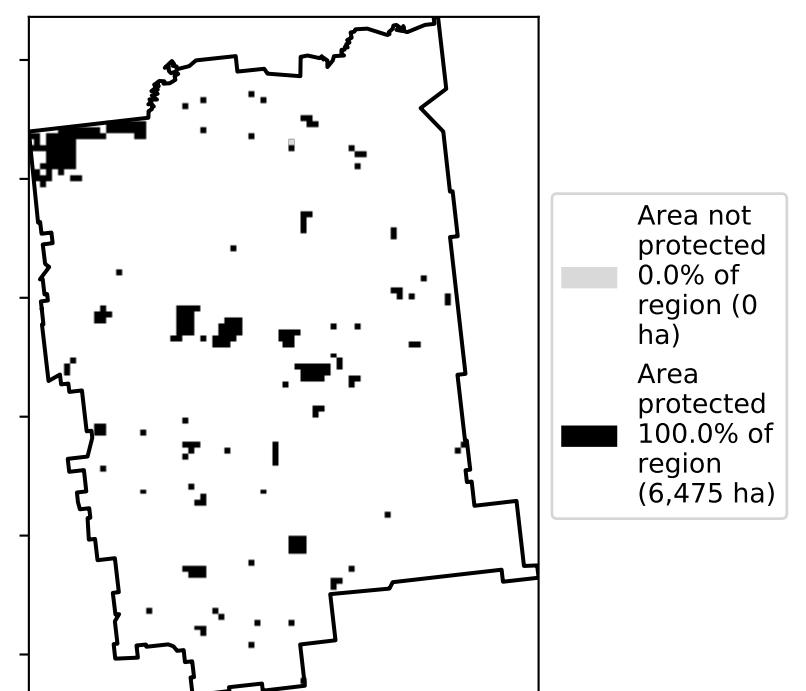 Area not
protected
0.0% of
region (0
ha)
Area
protected
100.0% of
region
(6,475 ha)